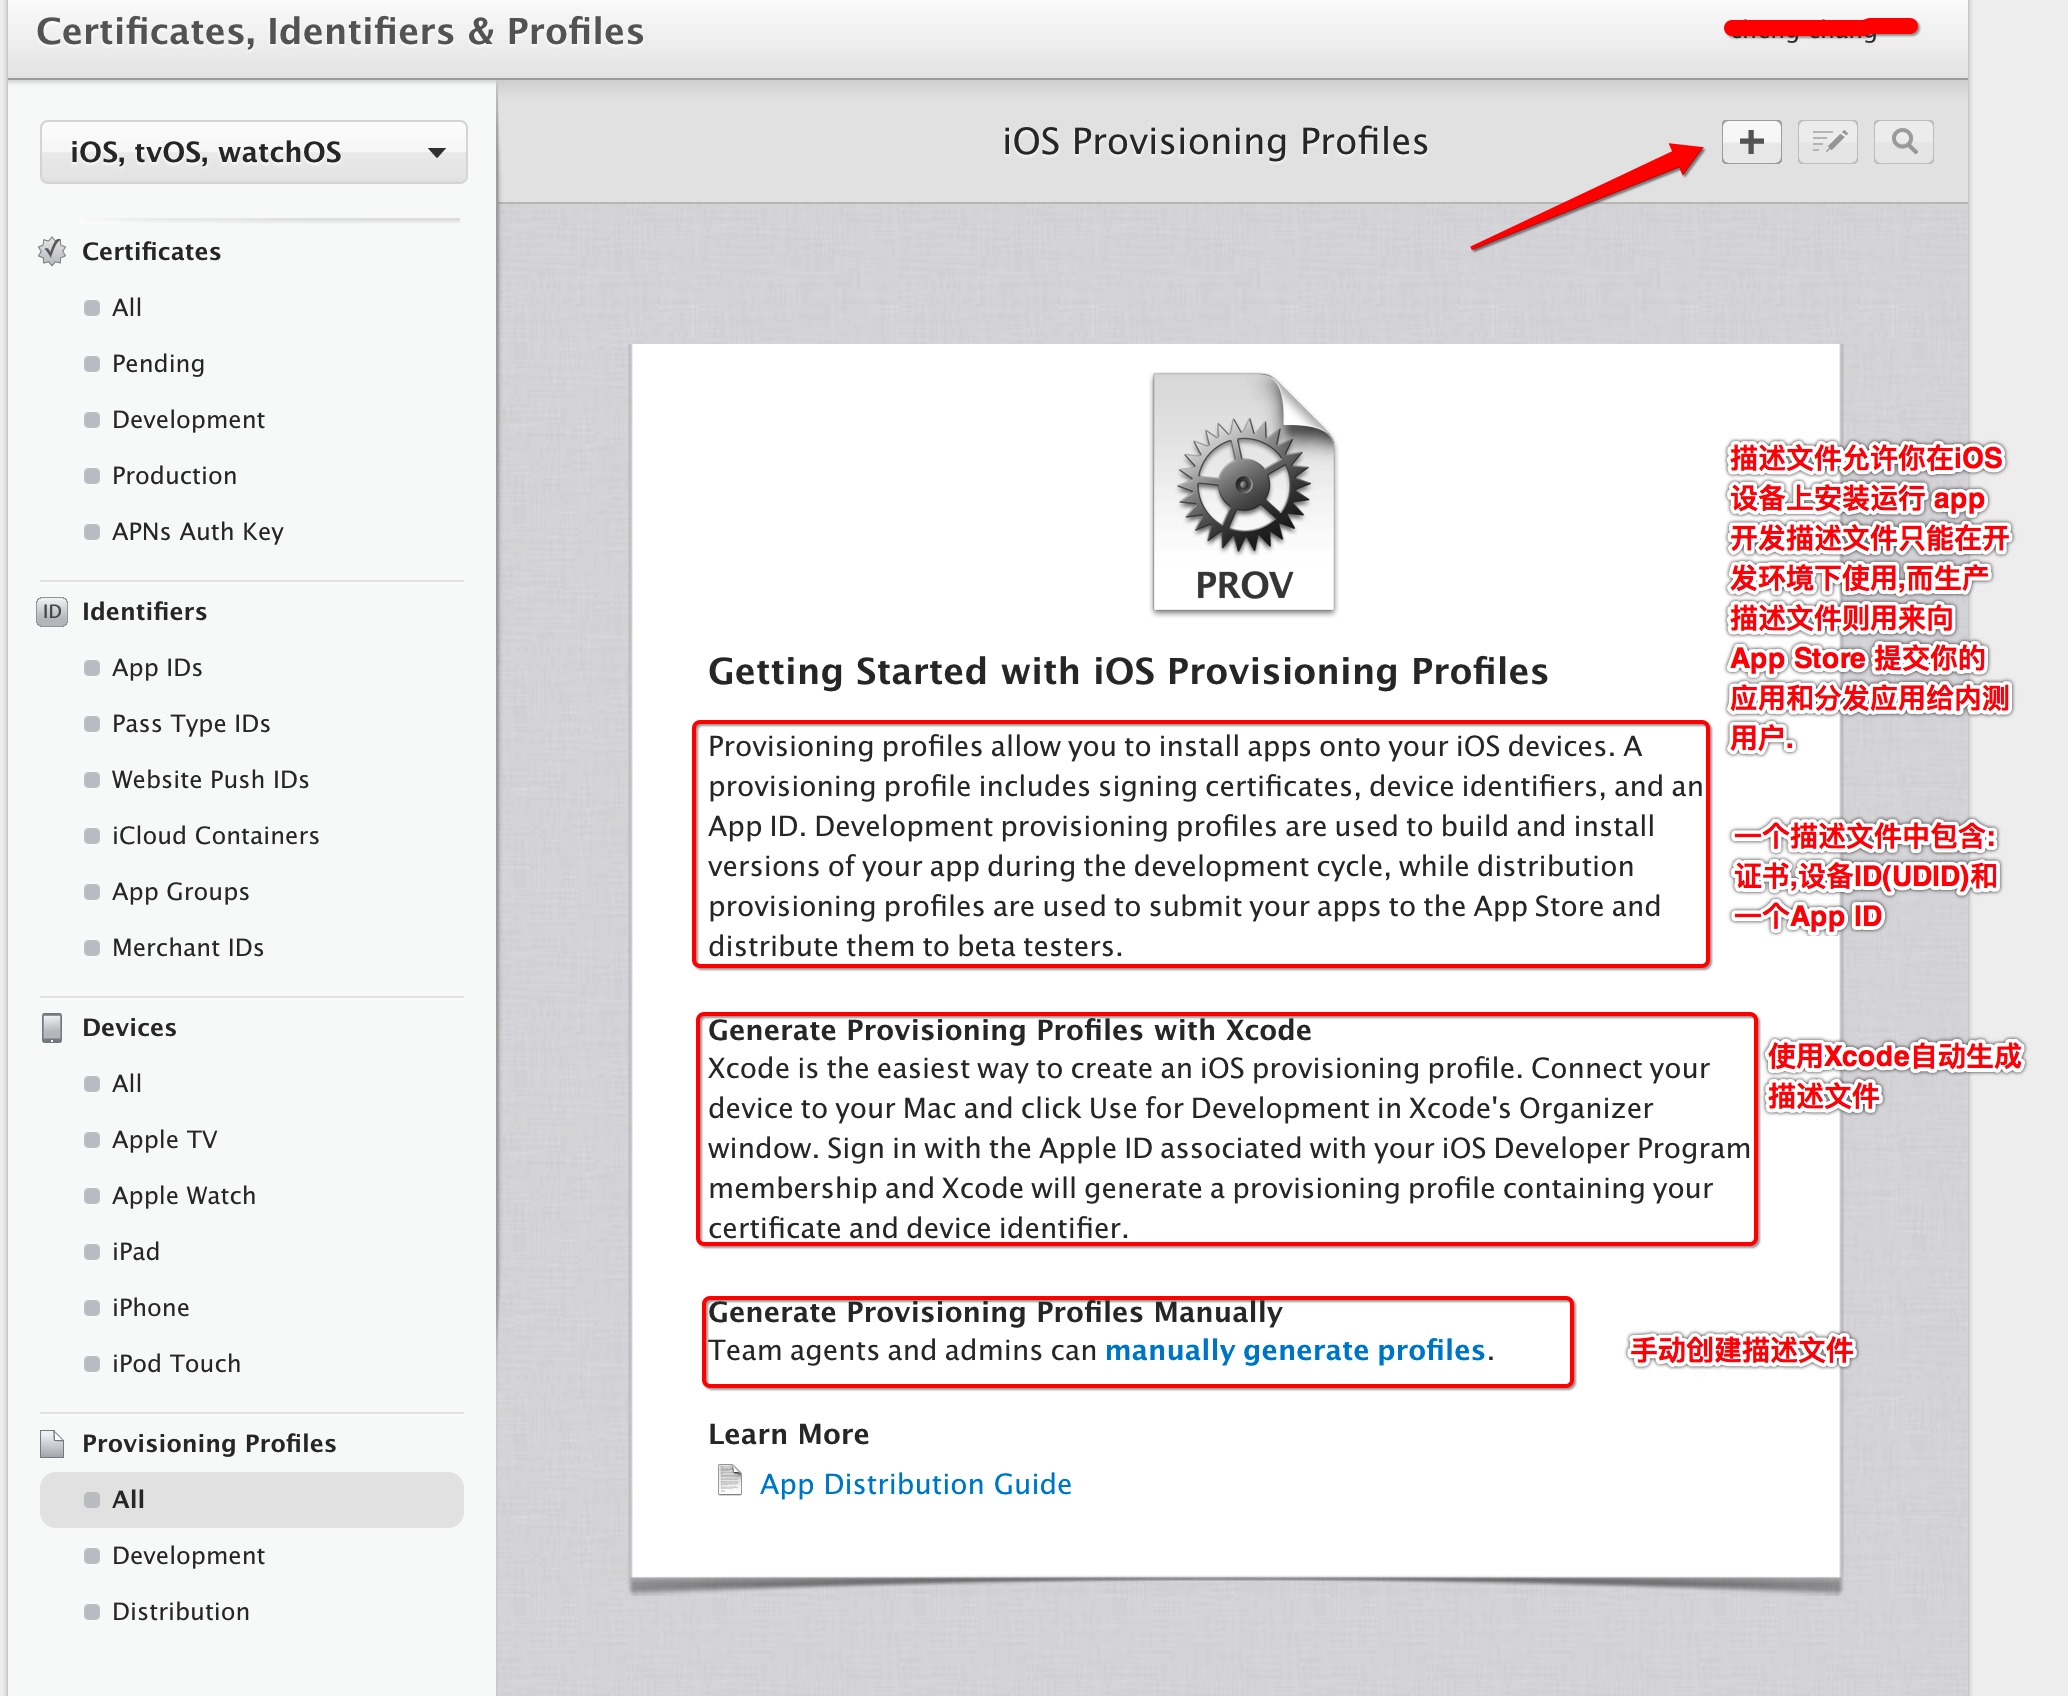 Certificates, Identifiers & Profiles
iOS, tvOS, watchOS
Certificates
All
Pending
Development
Production
APNs Auth Key
ID
Identifiers
App IDs
Pass Type IDs
Website Push IDs
iCloud Containers
App Groups
Merchant IDs
Devices
All
Apple TV
Apple Watch
iPad
iPhone
iPod Touch
Provisioning Profiles
All
Development
Distribution
iOS Provisioning Profiles
PROV
Getting Started with iOS Provisioning Profiles
Provisioning profiles allow you to install apps onto your iOS devices. A
provisioning profile includes signing certificates, device identifiers, and an
App ID. Development provisioning profiles are used to build and install
versions of your app during the development cycle, while distribution
provisioning profiles are used to submit your apps to the App Store and
distribute them to beta testers.
描述文件允许你在iOS
设备上安装运行 app
开发描述文件只能在开
发环境下使用,而生产
描述文件则用来向
App Store 提交你的
应用和分发应用给内测
用户.
一个描述文件中包含:
证书,设备ID(UDID)和
一个App ID
Generate Provisioning Profiles with Xcode
Xcode is the easiest way to create an iOS provisioning profile. Connect your
device to your Mac and click Use for Development in Xcode's Organizer
window. Sign in with the Apple ID associated with your iOS Developer Program
membership and Xcode will generate a provisioning profile containing your
certificate and device identifier.
使用Xcode自动生成
描述文件
Generate Provisioning Profiles Manually
Team agents and admins can manually generate profiles.
手动创建描述文件
Learn More
App Distribution Guide